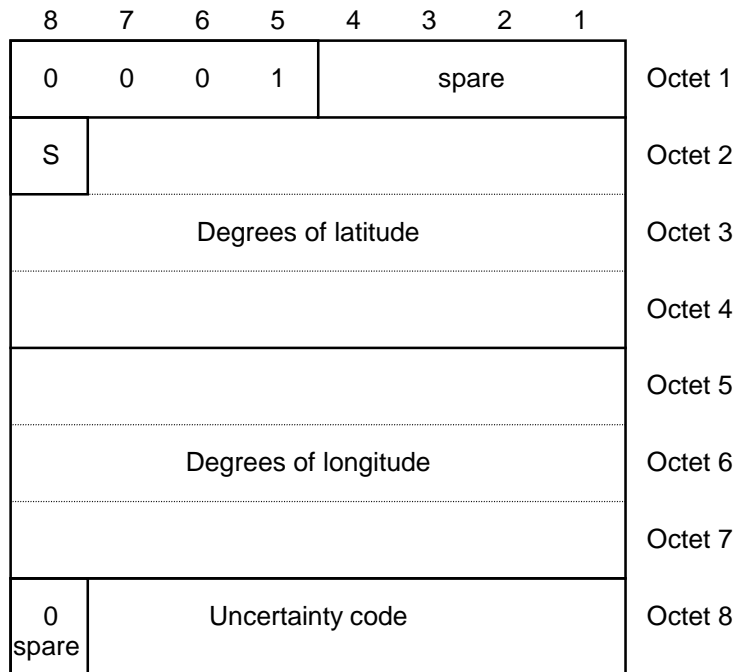 8 7 6 5 4 3 2 1
0 0 0 1 spare Octet 1
S Octet 2
Degrees of latitude Octet 3
Octet 4
Octet 5
Degrees of longitude Octet 6
Octet 7
0 Uncertainty code Octet 8
spare